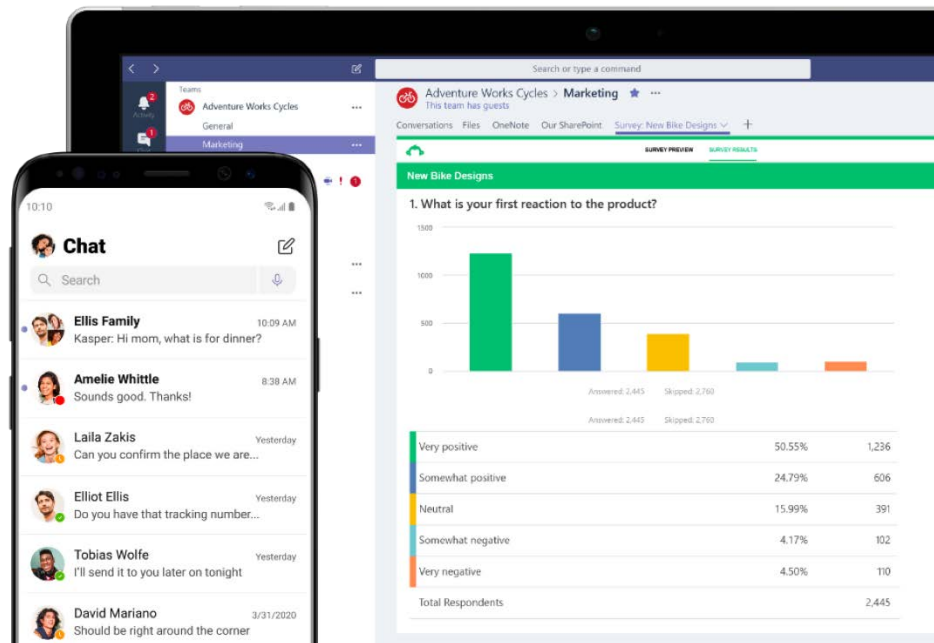 Search or type a command
Teams
Adventure Works Cycles
General
Marketing
2
Activity
1
1
Adventure Works Cycles > Marketing
This team has guests
Conversations Files OneNote Our SharePoint Survey: New Bike Designs
SURVEY PREVIEW SURVEY RESULTS
New Bike Designs
1. What is your first reaction to the product?
1500
1000
500
0
Answered: 2,445 Skipped: 2,760
Answered: 2,445 Skipped: 2,760
Very positive 50.55% 1,236
Somewhat positive 24.79% 606
Neutral 15.99% 391
Somewhat negative 4.17% 102
Very negative 4.50% 110
Total Respondents 2,445
10:10
Chat
Search
Ellis Family 10:09 AM
Kasper: Hi mom, what is for dinner?
Amelie Whittle 8:38 AM
Sounds good. Thanks!
Laila Zakis Yesterday
Can you confirm the place we are...
Elliot Ellis Yesterday
Do you have that tracking number...
Tobias Wolfe Yesterday
I'll send it to you later on tonight
David Mariano 3/31/2020
Should be right around the corner